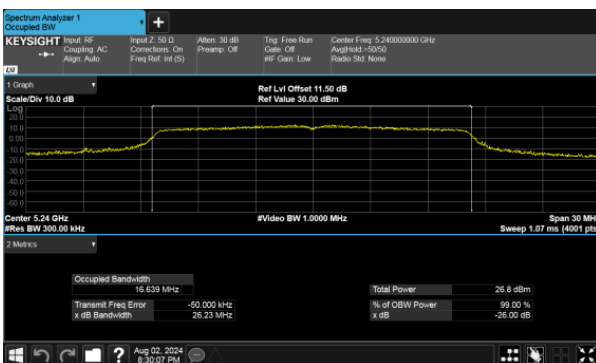 Spectrum Analyzer 1
Occupied BW
+
KEYSIGHT Input: RF Input Z: 50 Ω Atten: 30 dB Trig: Free Run Center Freq: 5.240000000 GHz
Coupling: AC Corrections: On Preamp: Off Gate: Off Avg|Hold:>50/50
Align: Auto Freq Ref: Int (S) #IF Gain: Low Radio Std: None
LXI
1 Graph
Ref Lvl Offset 11.50 dB
Scale/Div 10.0 dB Ref Value 30.00 dBm
Log
20.0
10.0
0.00
-10.0
-20.0
-30.0
-40.0
-50.0
-60.0
Center 5.24 GHz #Video BW 1.0000 MHz Span 30 MH
#Res BW 300.00 kHz Sweep 1.07 ms (4001 pts
2 Metrics
Occupied Bandwidth
16.639 MHz Total Power 26.8 dBm
Transmit Freq Error -50.000 kHz % of OBW Power 99.00 %
x dB Bandwidth 26.23 MHz x dB -26.00 dB
? Aug 02, 2024
8:30:07 PM